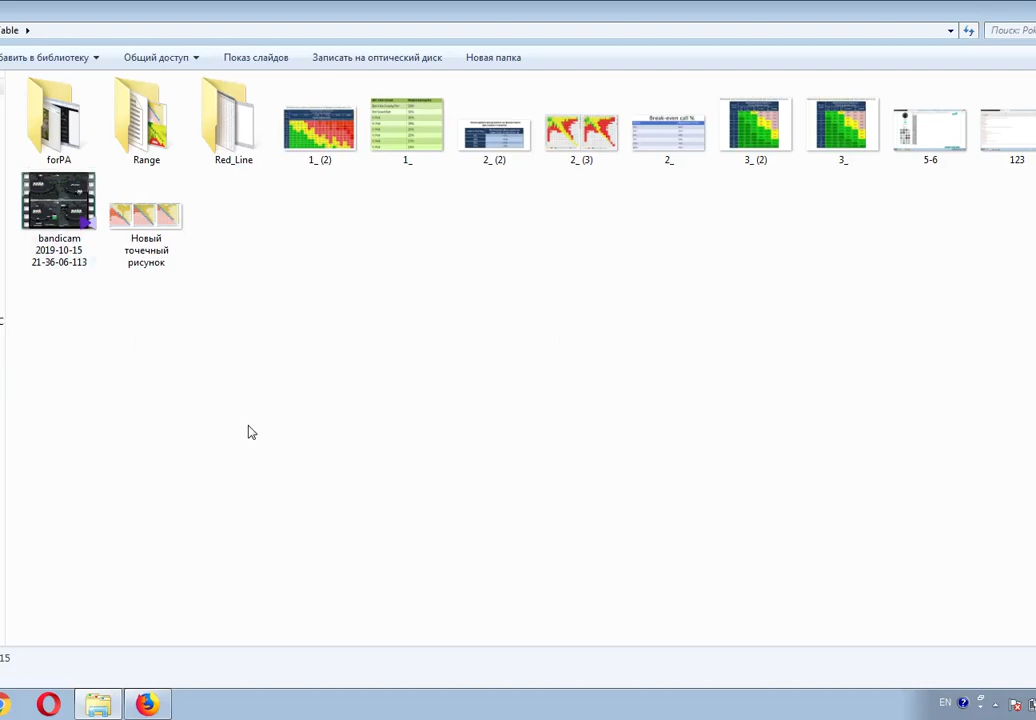 able
Поиск: Pok
бавить в библиотеку
Общий доступ
Показ слайдов
Записать на оптический диск
Новая папка
forPA
Range
Red_Line
1_ (2)
1_
2_ (2)
2_ (3)
Break-even call %
2_
3_ (2)
3_
5-6
123
bandicam
2019-10-15
21-36-06-113
Новый
точечный
рисунок
15
EN